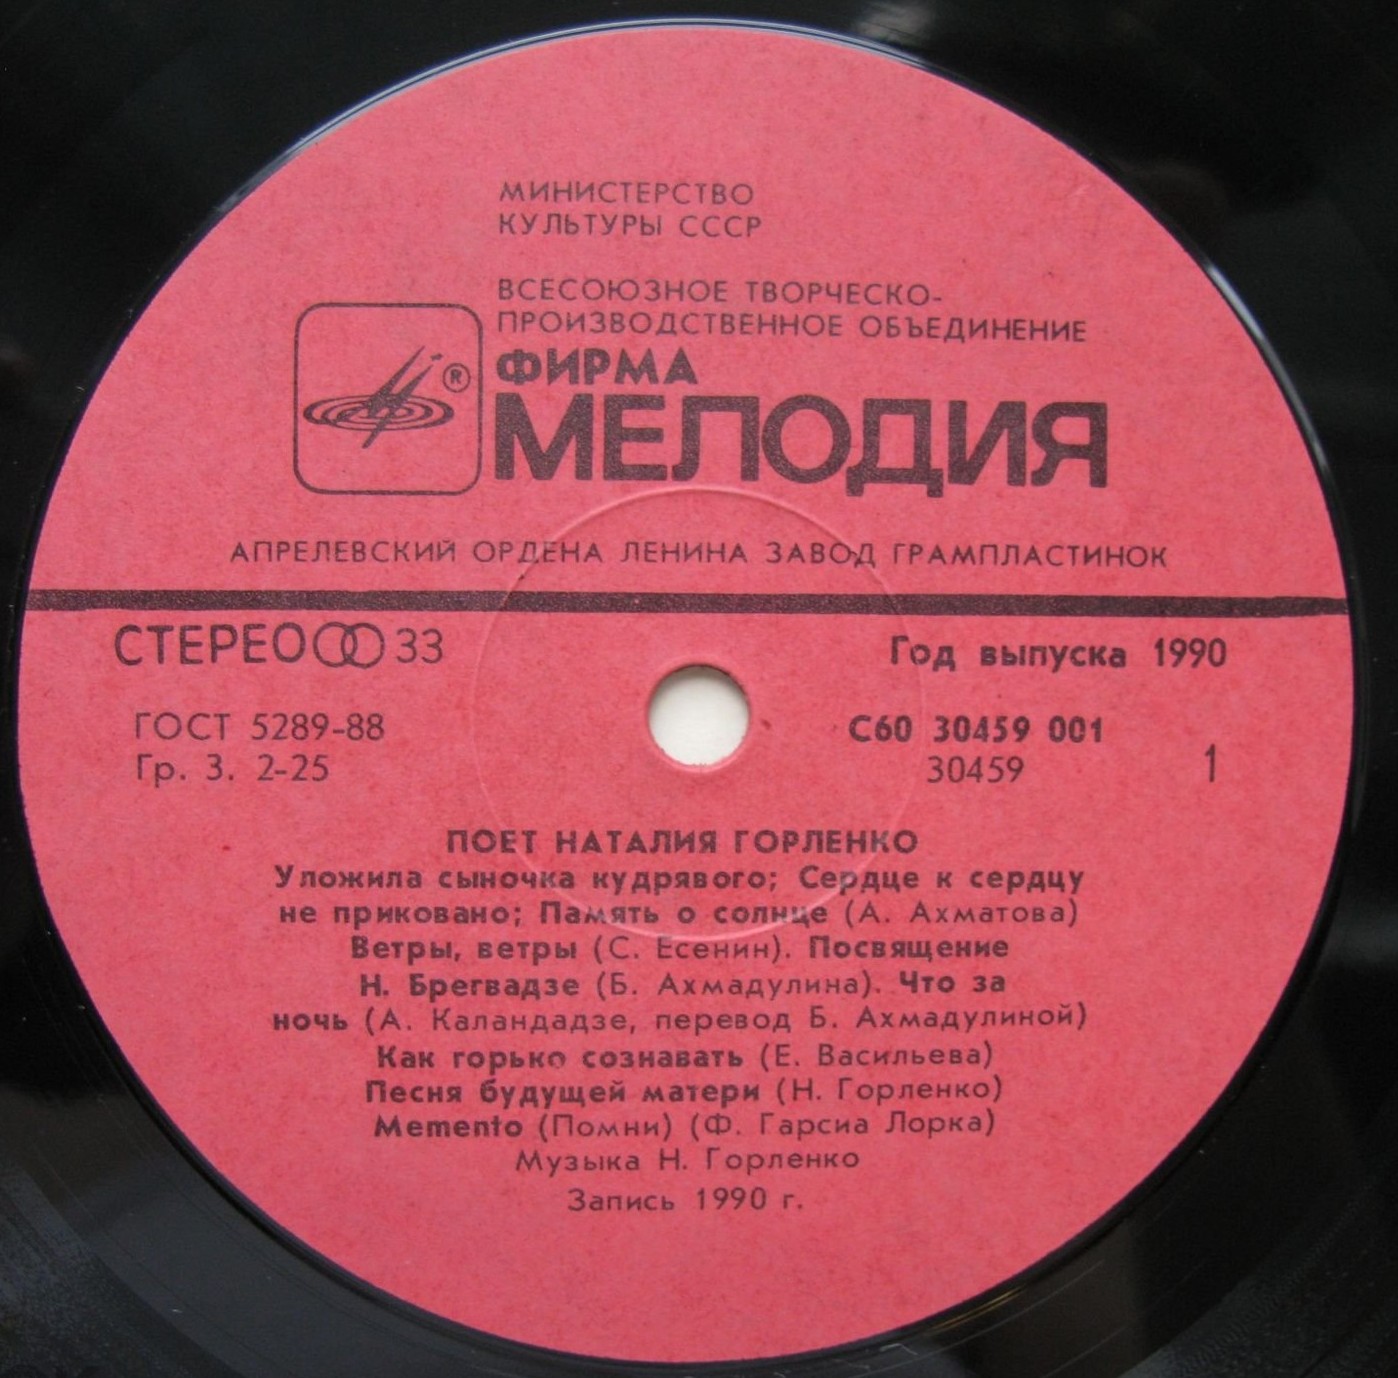 МИНИСТЕРСТВО
КУЛЬТУРЫ СССР
ВСЕСОЮЗНОЕ ТВОРЧЕСКО-
ПРОИЗВОДСТВЕННОЕ ОБЪЕДИНЕНИЕ
ФИРМА
® МЕЛОДИЯ
АПРЕЛЕВСКИЙ ОРДЕНА ЛЕНИНА ЗАВОД ГРАМПЛАСТИНОК
СТЕРЕО 33 Год выпуска 1990
ГОСТ 5289-88 С60 30459 001
Гр. 3. 2-25 30459 1
ПОЕТ НАТАЛИЯ ГОРЛЕНКО
Уложила сыночка кудрявого; Сердце к сердцу
не приковано; Память о солнце (А. Ахматова)
Ветры, ветры (С. Есенин). Посвящение
Н. Брегвадзе (Б. Ахмадулина). Что за
ночь (А. Каландадзе, перевод Б. Ахмадулиной)
Как горько сознавать (Е. Васильева)
Песня будущей матери (Н. Горленко)
Memento (Помни) (Ф. Гарсиа Лорка)
Музыка Н. Горленко
Запись 1990 г.